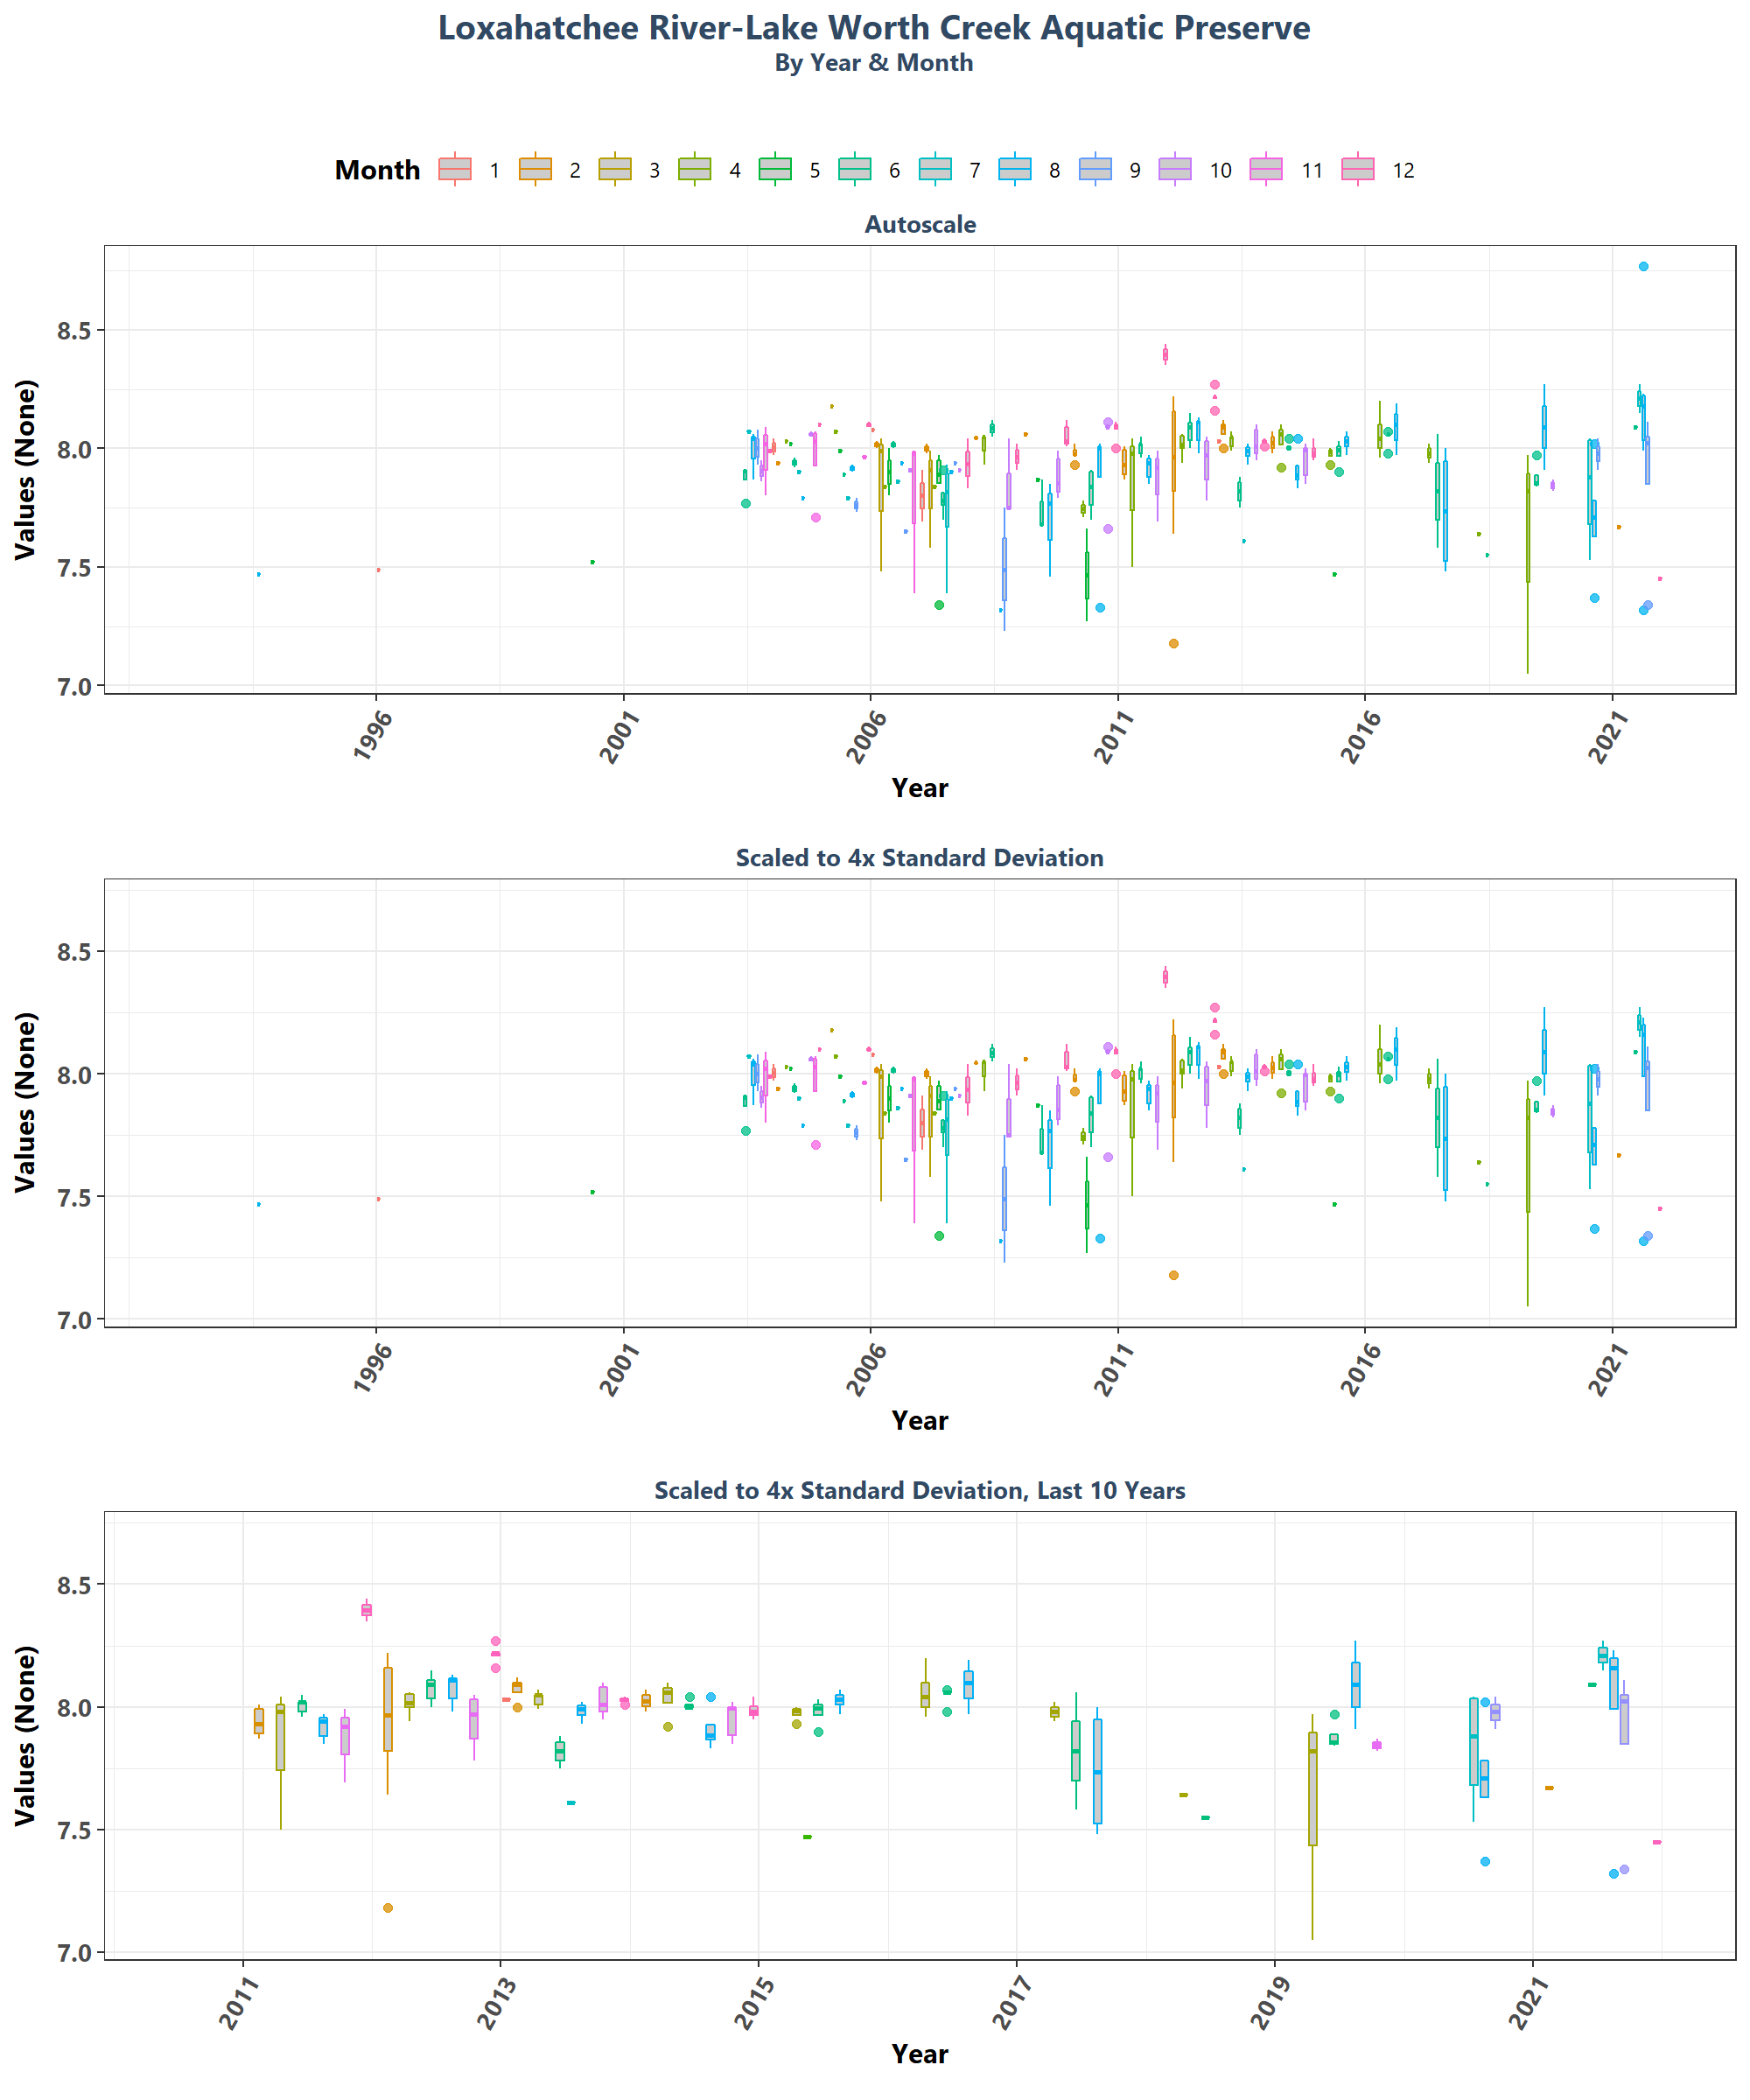 Loxahatchee River-Lake Worth Creek Aquatic Preserve
By Year & Month
Month 1 2 3 4 5 6 7 8 9 10 11 12
Autoscale
Values (None)
8.5
8.0
7.5
7.0
1996 2001 2006 2011 2016 2021
Year
Scaled to 4x Standard Deviation
Values (None)
8.5
8.0
7.5
7.0
1996 2001 2006 2011 2016 2021
Year
Scaled to 4x Standard Deviation, Last 10 Years
Values (None)
8.5
8.0
7.5
7.0
2011 2013 2015 2017 2019 2021
Year